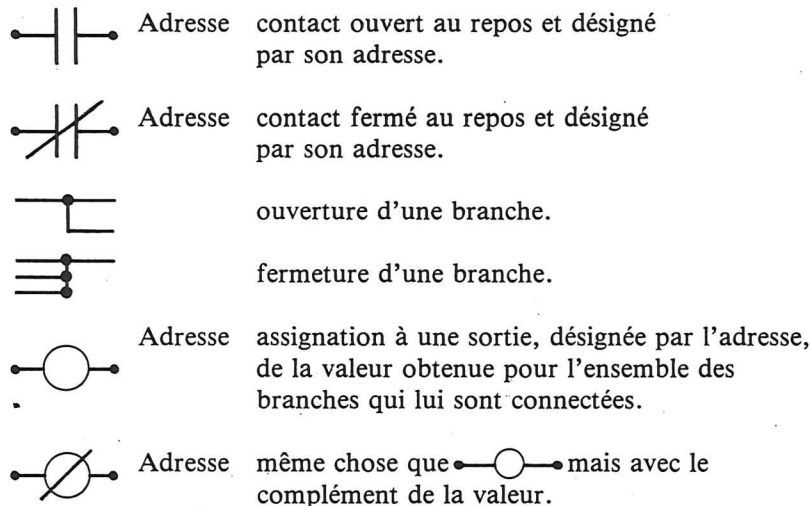 Adresse contact ouvert au repos et désigné
par son adresse.
Adresse contact fermé au repos et désigné
par son adresse.
ouverture d'une branche.
fermeture d'une branche.
Adresse assignation à une sortie, désignée par l'adresse,
de la valeur obtenue pour l'ensemble des
branches qui lui sont connectées.
Adresse même chose que mais avec le
complément de la valeur.